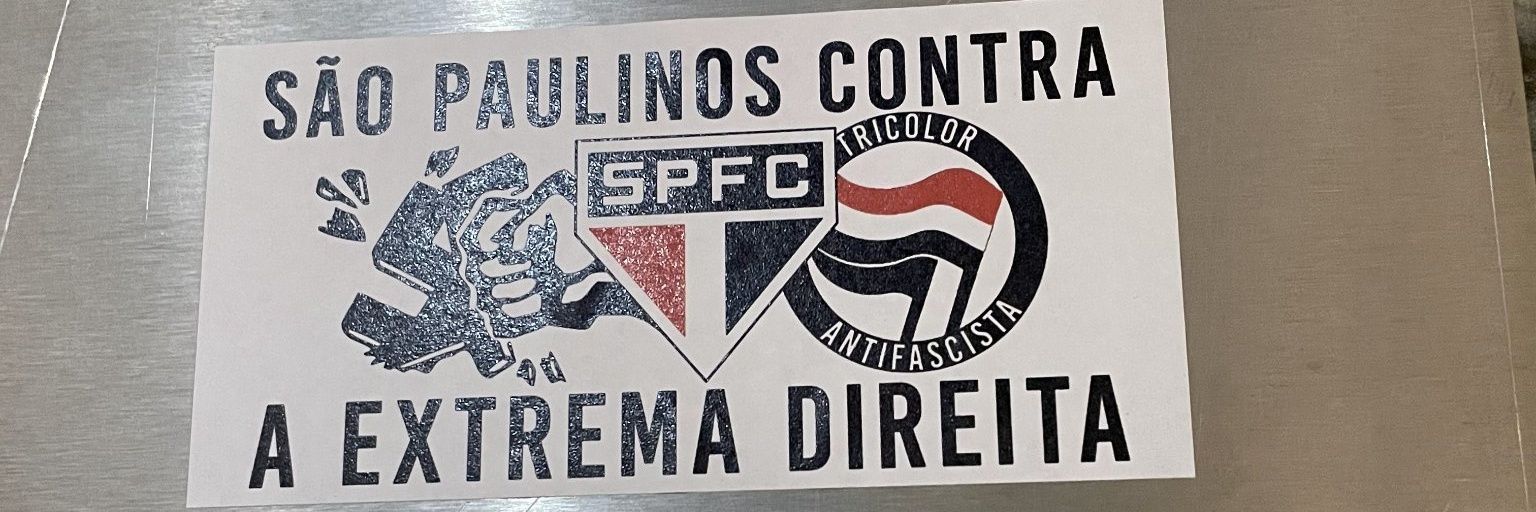 SÃO PAULINOS CONTRA
SPFC
TRICOLOR
ANTIFASCISTA
A EXTREMA DIREITA